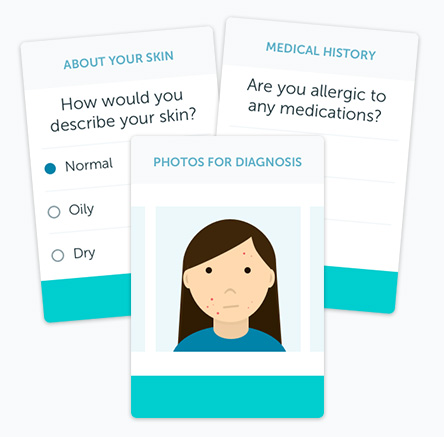 ABOUT YOUR SKIN
How would you
describe your skin?
Normal
Oily
Dry
MEDICAL HISTORY
Are you allergic to
any medications?
PHOTOS FOR DIAGNOSIS